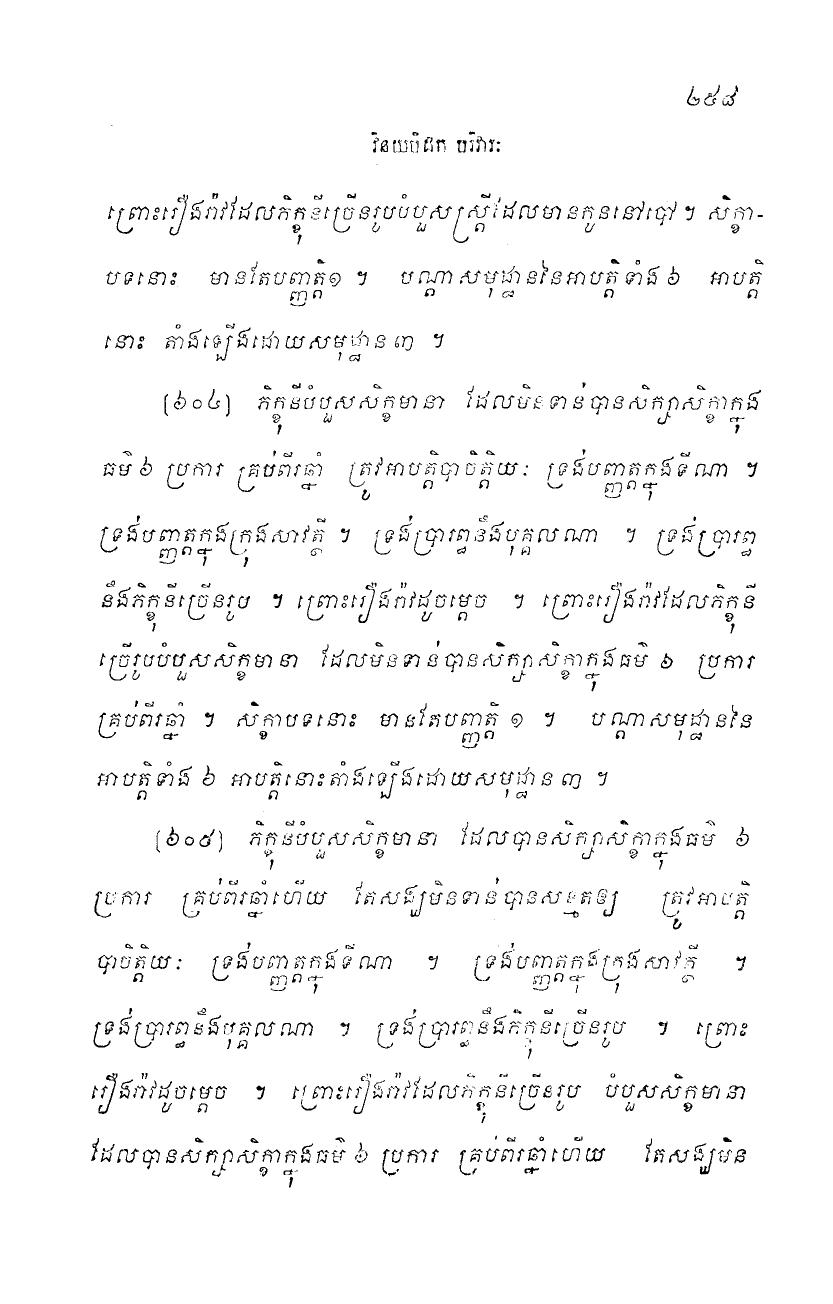 ២៥៨
វិនយបិដក បរិវារៈ
ព្រោះរឿងរ៉ាវដែលភិក្ខុនីច្រើនរូបបំបួសស្ត្រីដែលមានកូននៅបៅ ។ សិក្ខា-
បទនោះ មានតែបញ្ញត្តិ១ ។ បណ្តាសមុដ្ឋាននៃអាបត្តិទាំង ៦ អាបត្តិ
នោះ តាំងឡើងដោយសមុដ្ឋាន ៣ ។
(៦០៤) ភិក្ខុនីបំបួសសិក្ខមានា ដែលមិនទាន់បានសិក្សាសិក្ខាក្នុង
ធម៌ ៦ ប្រការ គ្រប់ពីរឆ្នាំ ត្រូវអាបត្តិបាចិត្តិយៈ ទ្រង់បញ្ញត្តក្នុងទីណា ។
ទ្រង់បញ្ញត្តក្នុងក្រុងសាវត្ថី ។ ទ្រង់ប្រារព្ធនឹងបុគ្គលណា ។ ទ្រង់ប្រារព្ធ
នឹងភិក្ខុនីច្រើនរូប ។ ព្រោះរឿងរ៉ាវដូចម្តេច ។ ព្រោះរឿងរ៉ាវដែលភិក្ខុនី
ច្រើរូបបំបួសសិក្ខមានា ដែលមិនទាន់បានសិក្សាសិក្ខាក្នុងធម៌ ៦ ប្រការ
គ្រប់ពីរឆ្នាំ ។ សិក្ខាបទនោះ មានតែបញ្ញត្តិ ១ ។ បណ្តាសមុដ្ឋាននៃ
អាបត្តិទាំង ៦ អាបត្តិនោះតាំងឡើងដោយសមុដ្ឋាន ៣ ។
(៦០៥) ភិក្ខុនីបំបួសសិក្ខមានា ដែលបានសិក្សាសិក្ខាក្នុងធម៌ ៦
ប្រការ គ្រប់ពីរឆ្នាំហើយ តែសង្ឃមិនទាន់បានសន្មតឲ្យ ត្រូវអាបត្តិ
បាចិត្តិយៈ ទ្រង់បញ្ញត្តក្នុងទីណា ។ ទ្រង់បញ្ញត្តក្នុងក្រុងសាវត្ថី ។
ទ្រង់ប្រារព្ធនឹងបុគ្គលណា ។ ទ្រង់ប្រារព្ធនឹងភិក្ខុនីច្រើនរូប ។ ព្រោះ
រឿងរ៉ាវដូចម្តេច ។ ព្រោះរឿងរ៉ាវដែលភិក្ខុនីច្រើនរូប បំបួសសិក្ខមានា
ដែលបានសិក្សាសិក្ខាក្នុងធម៌ ៦ ប្រការ គ្រប់ពីរឆ្នាំហើយ តែសង្ឃមិន